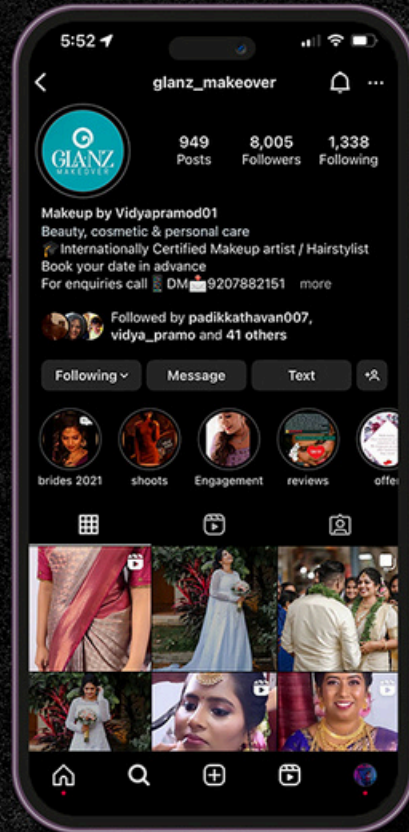 5:52
glanz_makeover
GLANZ
MAKEOVER
949
Posts
8,005
Followers
1,338
Following
Makeup by Vidyapramod01
Beauty, cosmetic & personal care
🎓Internationally Certified Makeup artist / Hairstylist
Book your date in advance
For enquiries call📱DM📩9207882151 more
Followed by padikkathavan007,
vidya_pramo and 41 others
Following
Message
Text
brides 2021
shoots
Engagement
reviews
offer